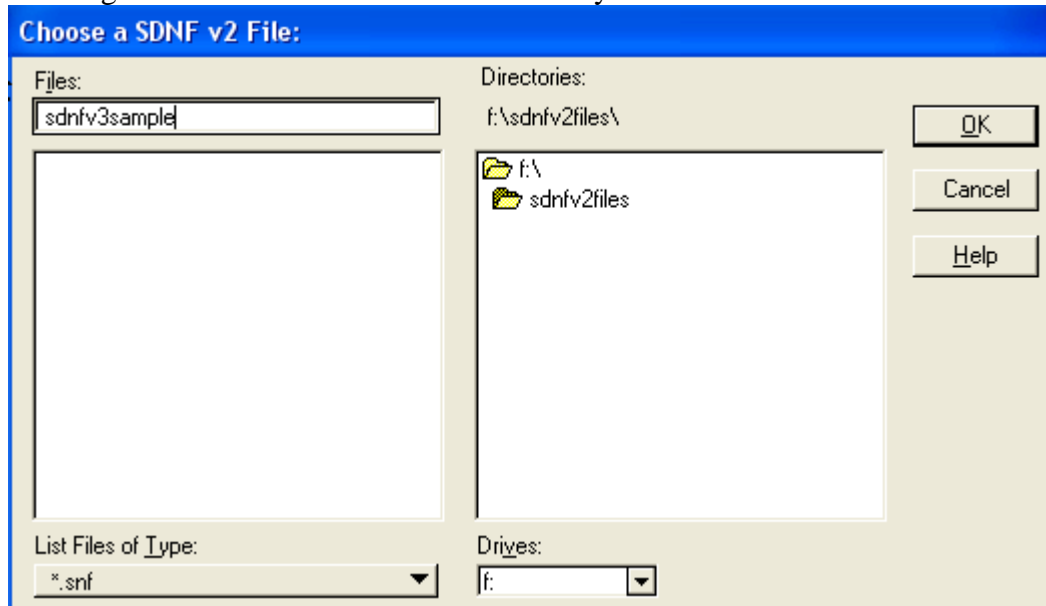 Choose a SDNF v2 File:
Files:
sdnfv3sample
Directories:
f:\sdnfv2files\
f:\
sdnfv2files
OK
Cancel
Help
List Files of Type:
*.snf
Drives:
f: